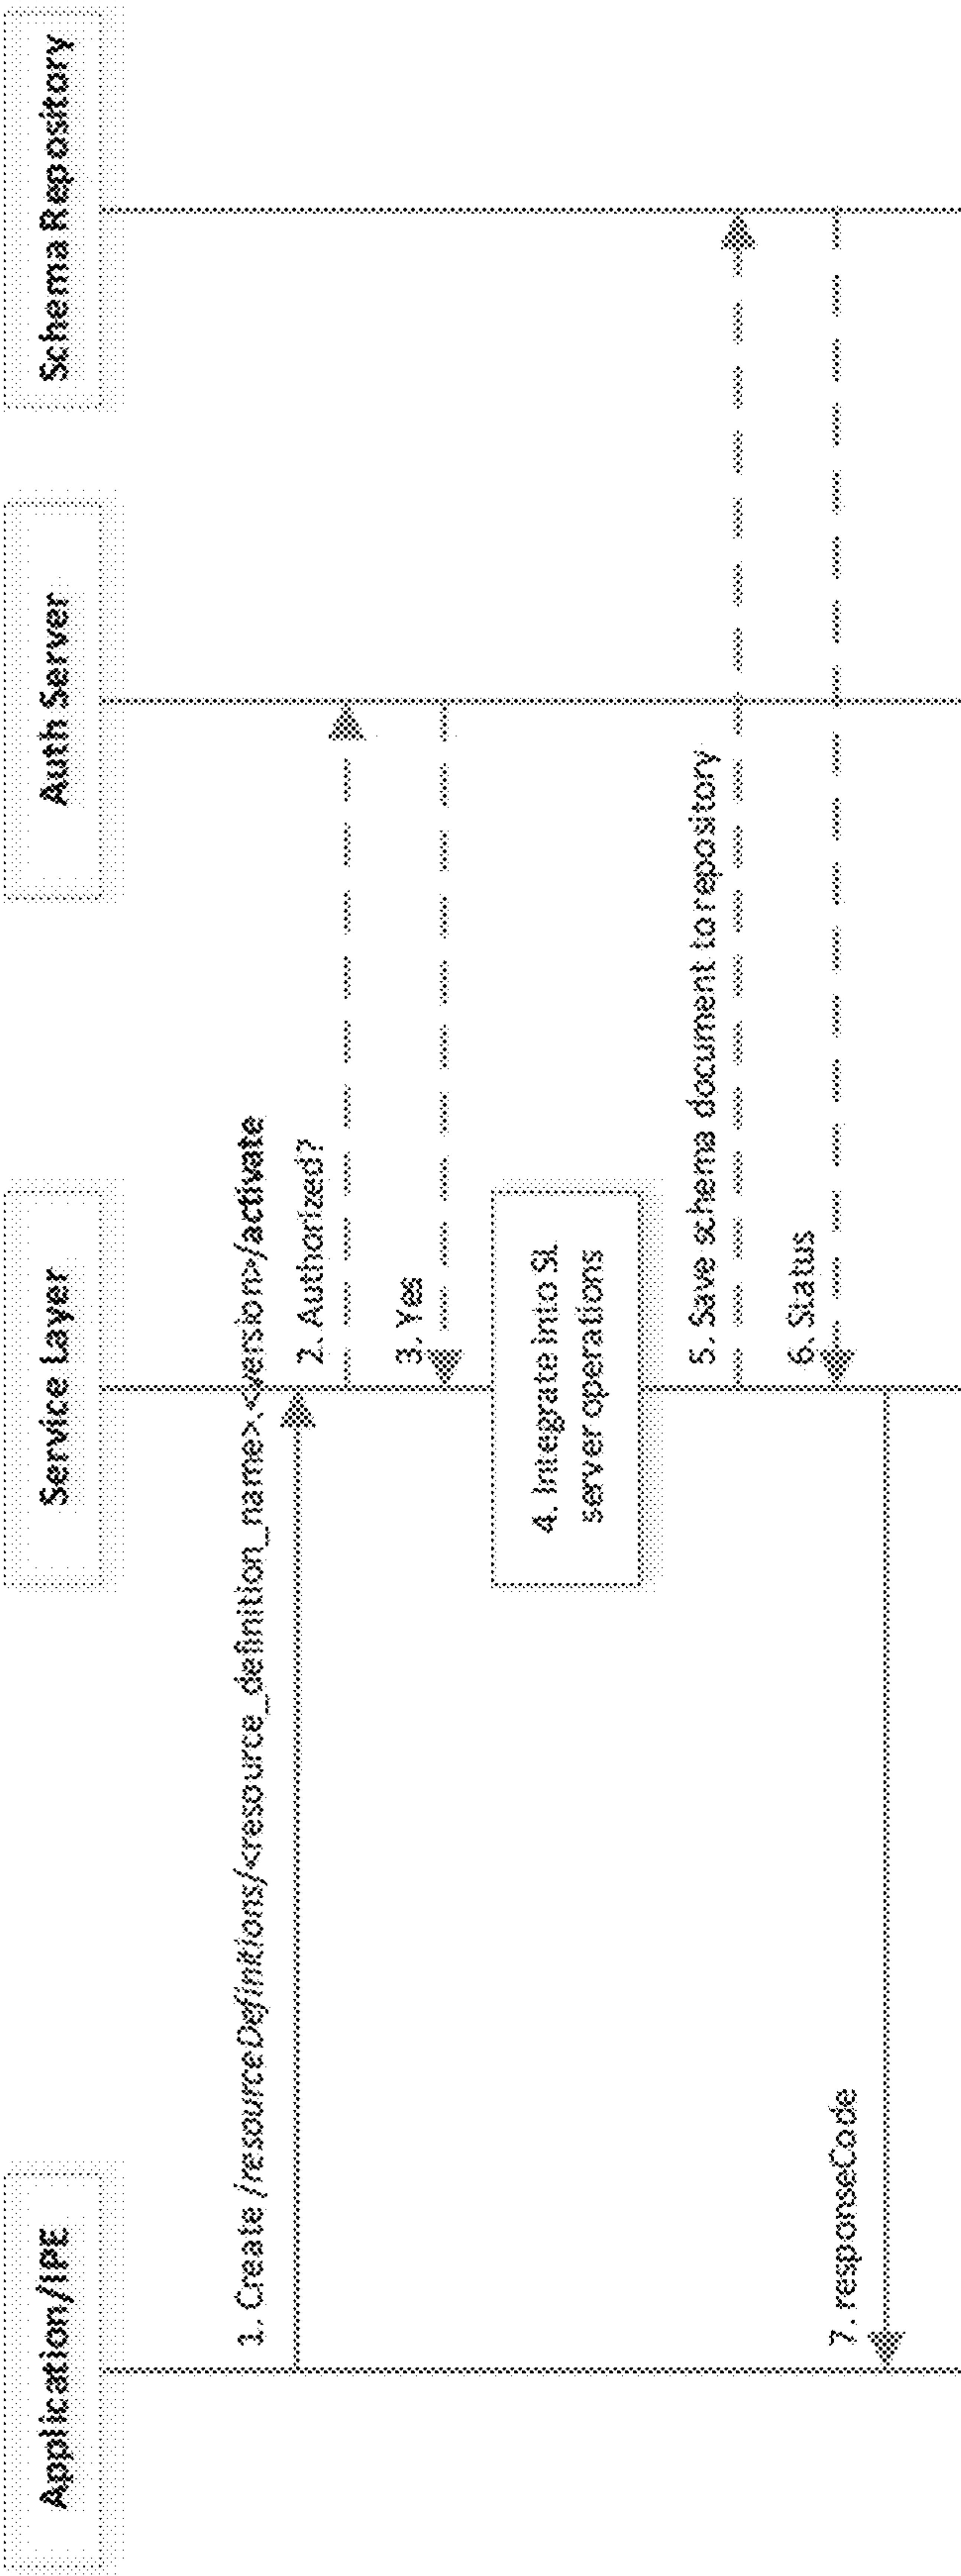 Application/IPE
Service Layer
Auth Server
Schema Repository
1. Create /resourceDefinitions/<resource_definition_name>,<version>/activate
2. Authorized?
3. Yes
4. Integrate into SL
server operations
5. Save schema document to repository
6. Status
7. responseCode